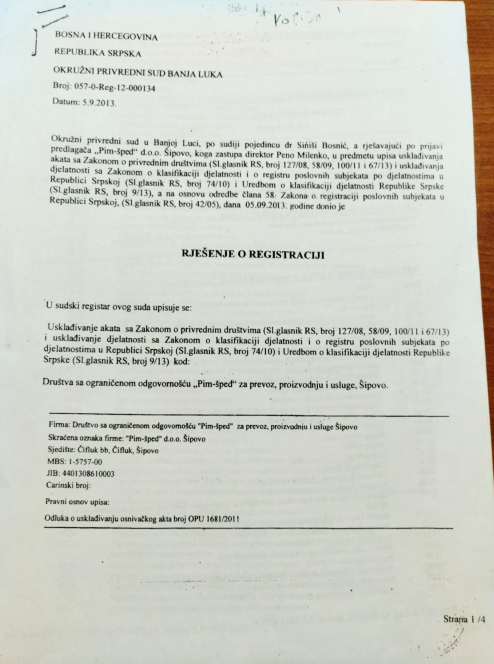 BOSNA I HERCEGOVINA
REPUBLIKA SRPSKA
OKRUŽNI PRIVREDNI SUD BANJA LUKA
Broj: 057-0-Reg-12-000134
Datum: 5.9.2013.
Okružni privredni sud u Banjoj Luci, po sudiji pojedincu dr Siniši Bosnić, a rješavajući po prijavi
predlagača „Pim-šped” d.o.o. Šipovo, koga zastupa direktor Peno Milenko, u predmetu upisa usklađivanja
akata sa Zakonom o privrednim društvima (Sl.glasnik RS, broj 127/08, 58/09, 100/11 i 67/13) i usklađivanja
djelatnosti sa Zakonom o klasifikaciji djelatnosti i o registru poslovnih subjekata po djelatnostima u
Republici Srpskoj (Sl.glasnik RS, broj 74/10) i Uredbom o klasifikaciji djelatnosti Republike Srpske
(Sl.glasnik RS, broj 9/13), a na osnovu odredbe člana 58. Zakona o registraciji poslovnih subjekata u
Republici Srpskoj, (Sl.glasnik RS, broj 42/05), dana 05.09.2013. godine donio je
RJEŠENJE O REGISTRACIJI
U sudski registar ovog suda upisuje se:
Usklađivanje akata sa Zakonom o privrednim društvima (Sl.glasnik RS, broj 127/08, 58/09, 100/11 i 67/13)
i usklađivanje djelatnosti sa Zakonom o klasifikaciji djelatnosti i o registru poslovnih subjekata po
djelatnostima u Republici Srpskoj (Sl.glasnik RS, broj 74/10) i Uredbom o klasifikaciji djelatnosti Republike
Srpske (Sl.glasnik RS, broj 9/13) kod:
Društva sa ograničenom odgovornošću „Pim-šped” za prevoz, proizvodnju i usluge, Šipovo.
Firma: Društvo sa ograničenom odgovornošću "Pim-šped" za prevoz, proizvodnju i usluge Šipovo
Skraćena oznaka firme: "Pim-šped" d.o.o. Šipovo
Sjedište: Čifluk bb, Čifluk, Šipovo
MBS: 1-5757-00
JIB: 4401308610003
Carinski broj:
Pravni osnov upisa:
Odluka o usklađivanju osnivačkog akta broj OPU 1681/2011
Strana 1 /4